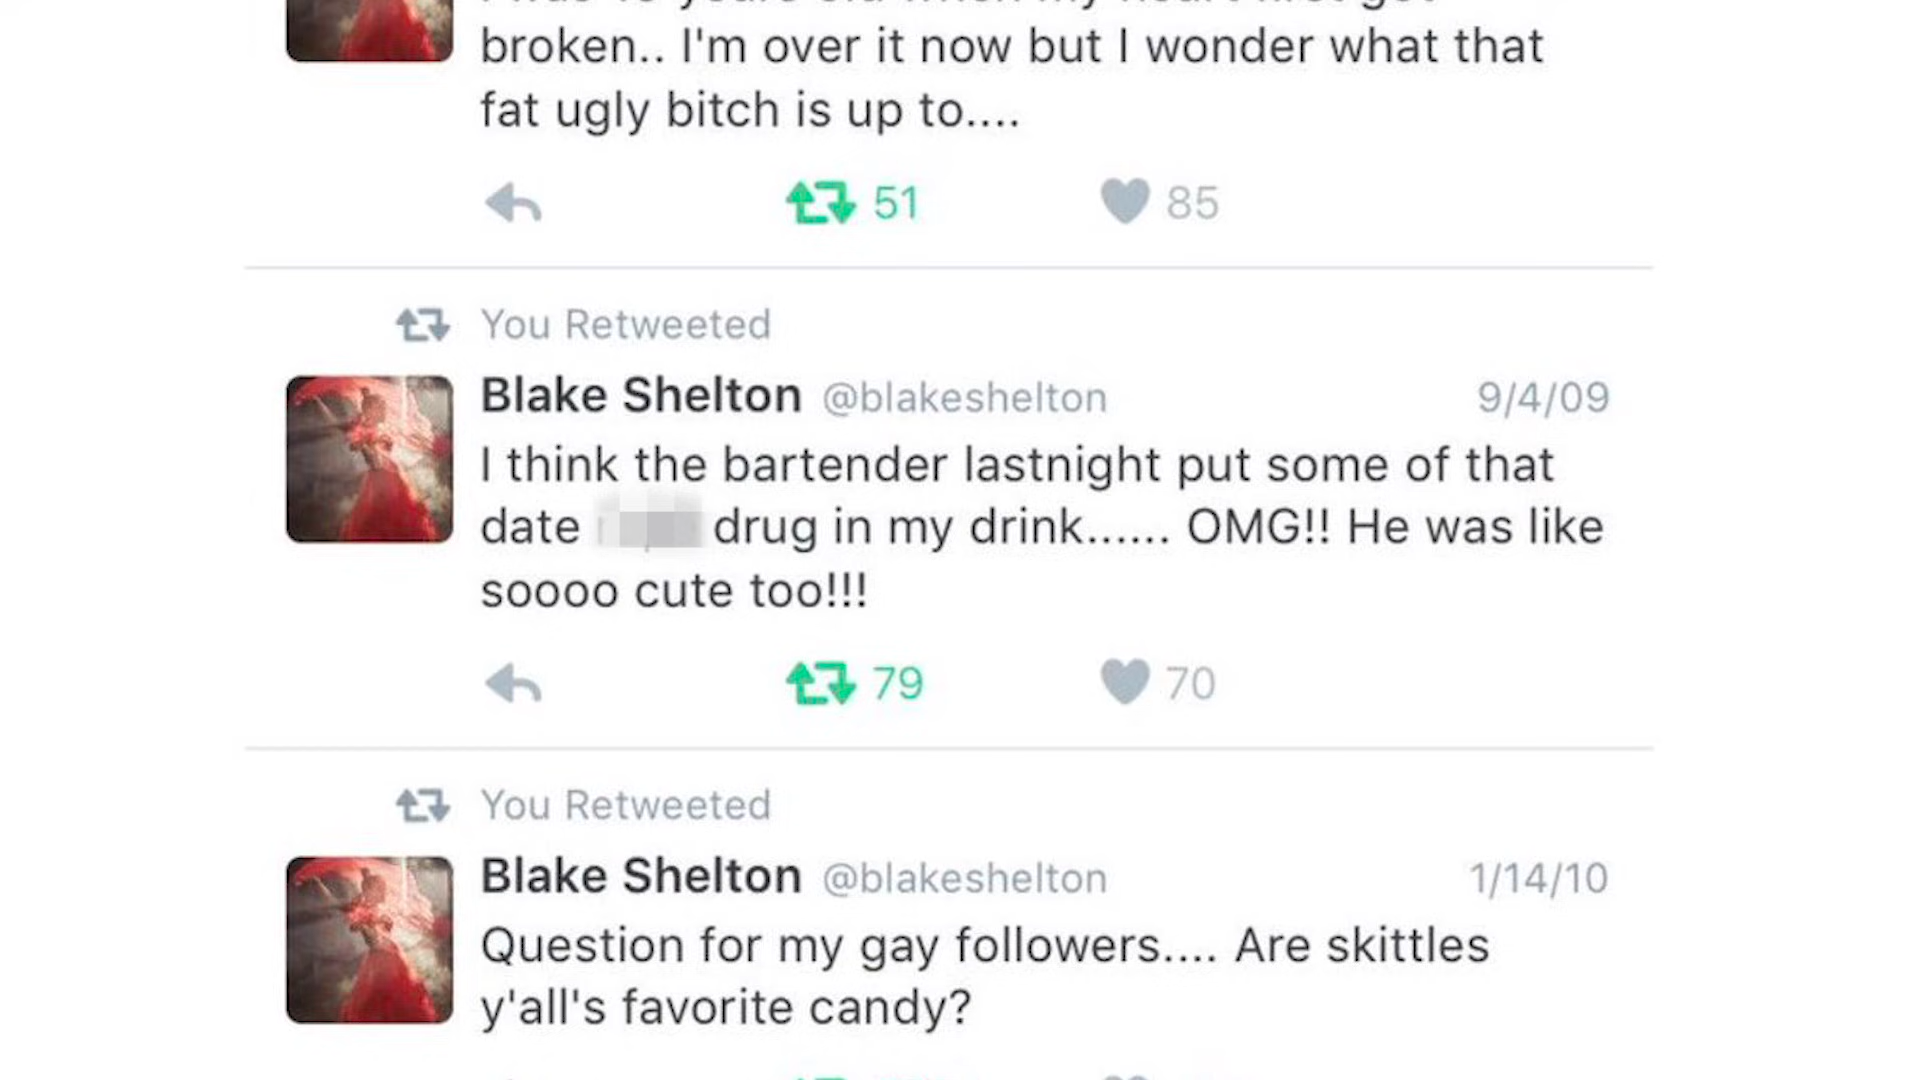 broken.. I'm over it now but I wonder what that
fat ugly bitch is up to....
51 85
You Retweeted
Blake Shelton @blakeshelton 9/4/09
I think the bartender lastnight put some of that
date drug in my drink...... OMG!! He was like
soooo cute too!!!
79 70
You Retweeted
Blake Shelton @blakeshelton 1/14/10
Question for my gay followers.... Are skittles
y'all's favorite candy?